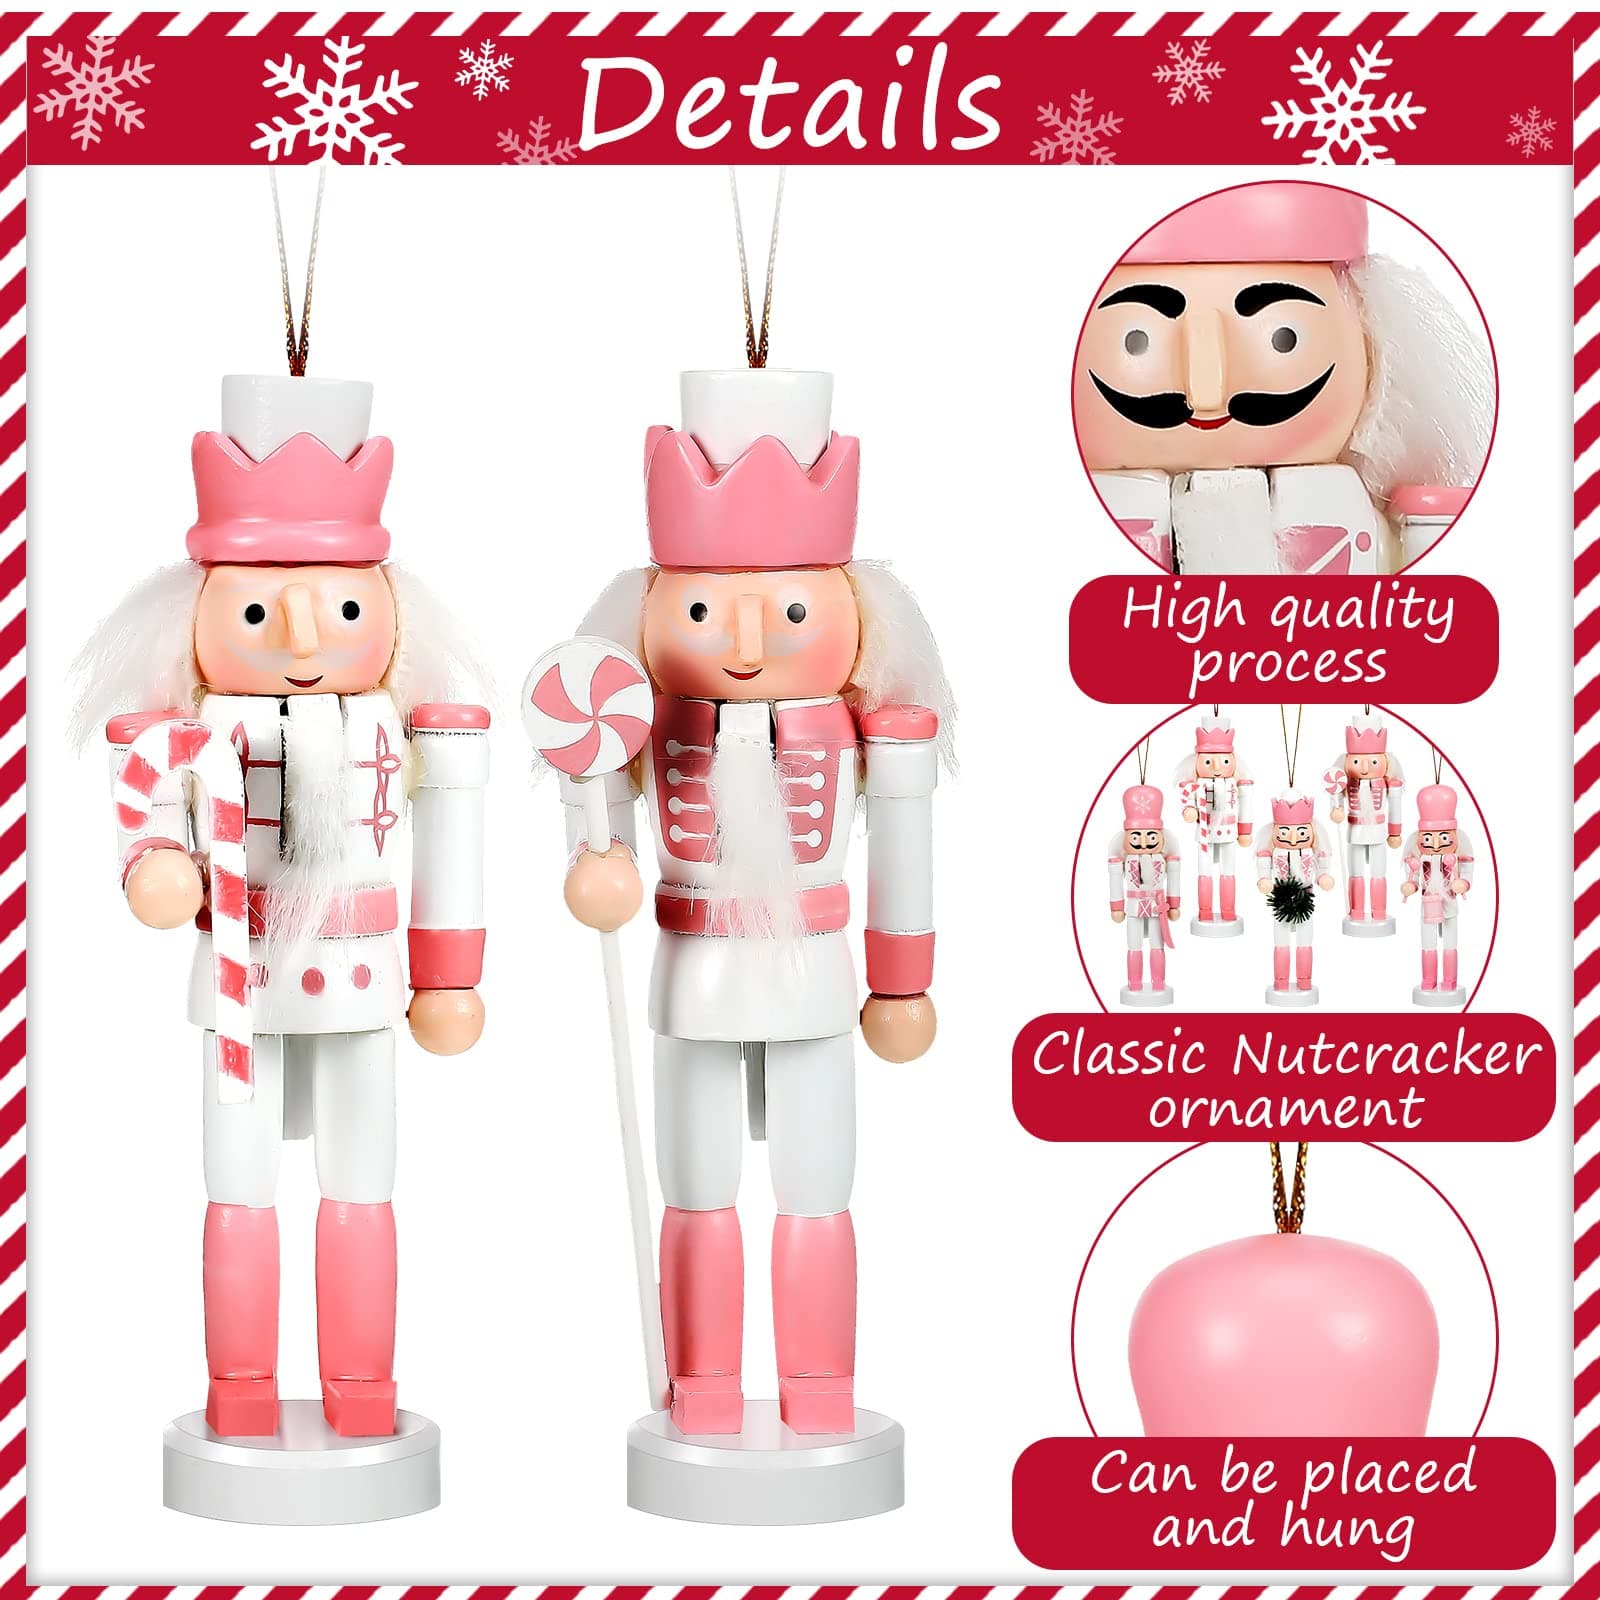 Details
High quality
process
Classic Nutcracker
ornament
Can be placed
and hung